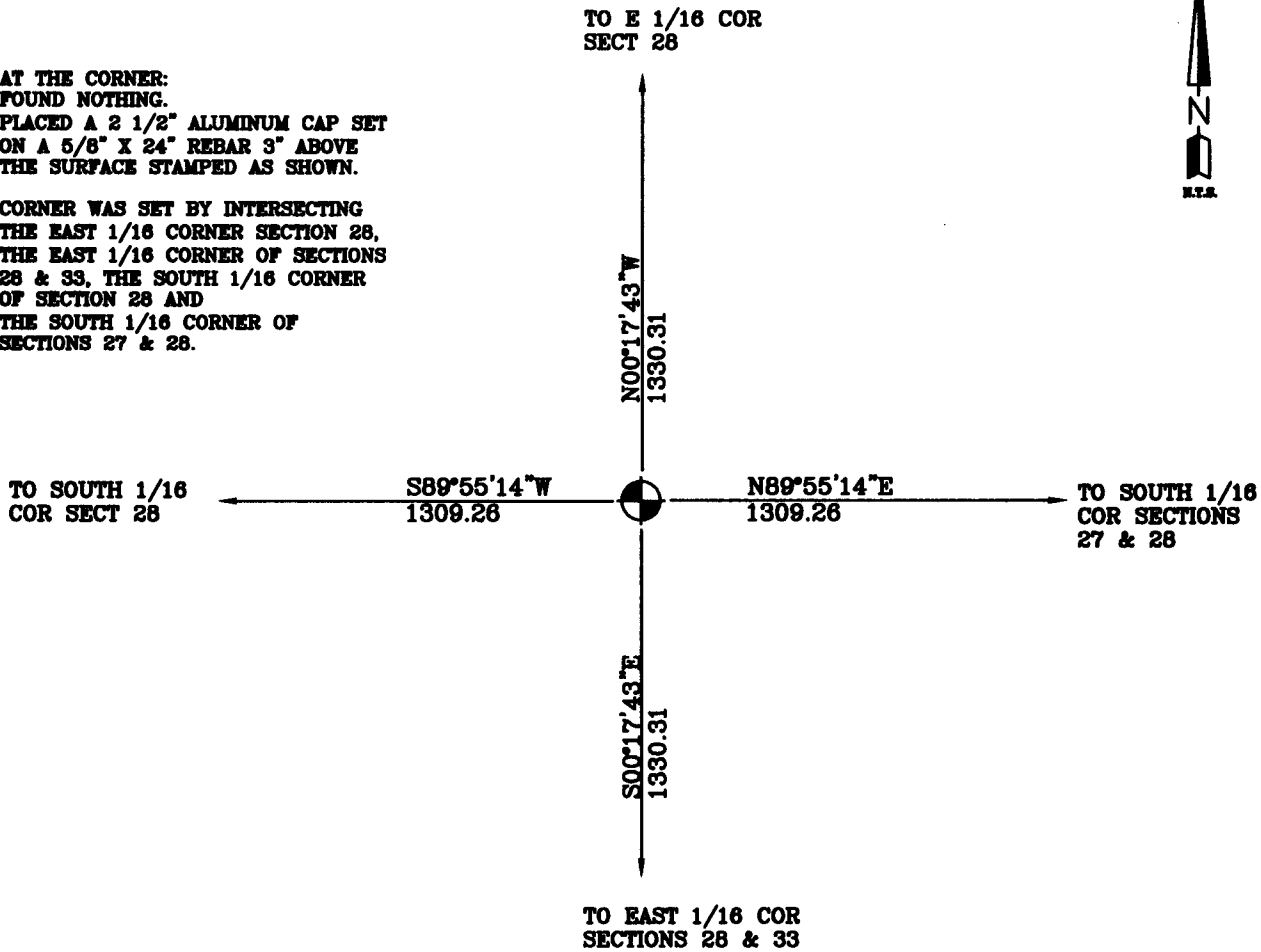 TO E 1/16 COR
SECT 28
AT THE CORNER:
FOUND NOTHING.
PLACED A 2 1/2" ALUMINUM CAP SET
ON A 5/8" X 24" REBAR 3" ABOVE
THE SURFACE STAMPED AS SHOWN.
CORNER WAS SET BY INTERSECTING
THE EAST 1/16 CORNER SECTION 28,
THE EAST 1/16 CORNER OF SECTIONS
28 & 33, THE SOUTH 1/16 CORNER
OF SECTION 28 AND
THE SOUTH 1/16 CORNER OF
SECTIONS 27 & 28.
N
N.T.S.
N00°17'43"W
1330.31
TO SOUTH 1/16
COR SECT 28
S89°55'14"W
1309.26
N89°55'14"E
1309.26
TO SOUTH 1/16
COR SECTIONS
27 & 28
S00°17'43"E
1330.31
TO EAST 1/16 COR
SECTIONS 28 & 33